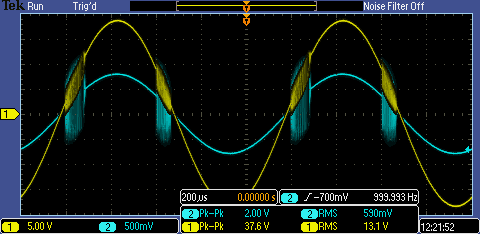 Tek Run Trig'd Noise Filter Off
T
T
1
200µs 0.00000 s 2 ∫ −700mV 999.993 Hz
2 Pk−Pk 2.00 V 2 RMS 590mV
1 5.00 V 2 500mV 1 Pk−Pk 37.6 V 1 RMS 13.1 V 12:21:52